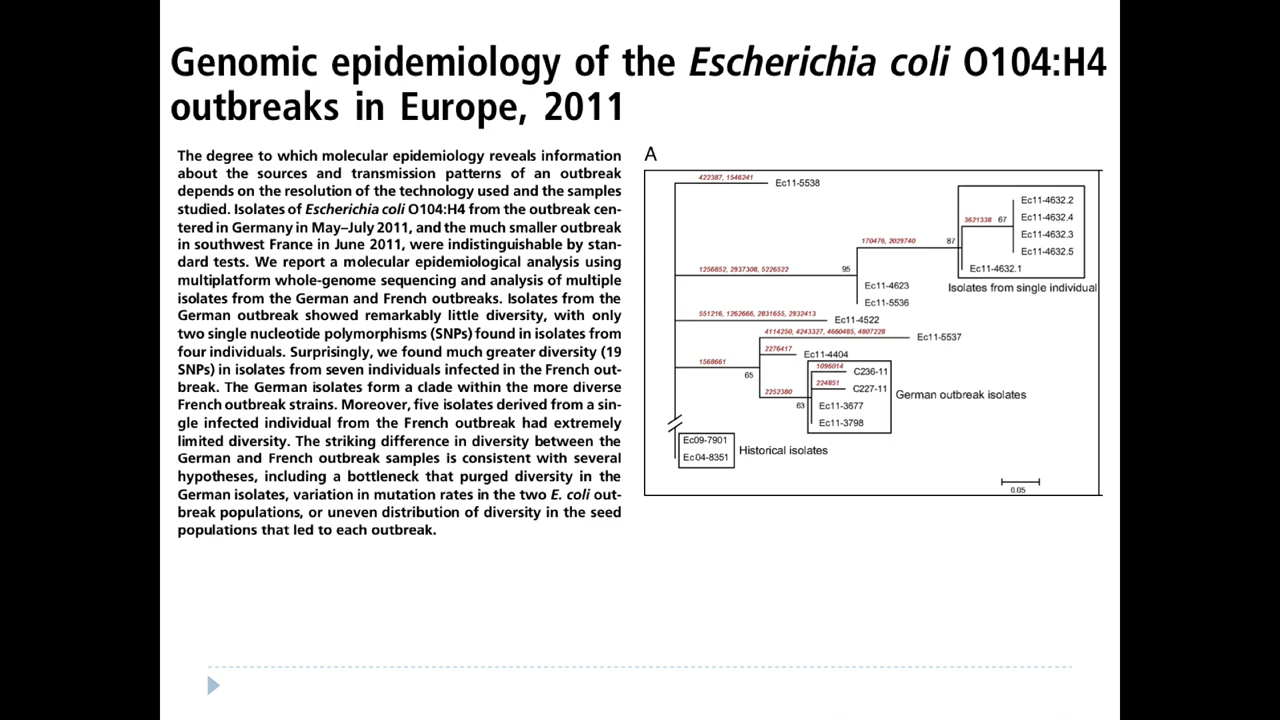 Genomic epidemiology of the Escherichia coli O104:H4
outbreaks in Europe, 2011
The degree to which molecular epidemiology reveals information
about the sources and transmission patterns of an outbreak
depends on the resolution of the technology used and the samples
studied. Isolates of Escherichia coli O104:H4 from the outbreak cen-
tered in Germany in May–July 2011, and the much smaller outbreak
in southwest France in June 2011, were indistinguishable by stan-
dard tests. We report a molecular epidemiological analysis using
multiplatform whole-genome sequencing and analysis of multiple
isolates from the German and French outbreaks. Isolates from the
German outbreak showed remarkably little diversity, with only
two single nucleotide polymorphisms (SNPs) found in isolates from
four individuals. Surprisingly, we found much greater diversity (19
SNPs) in isolates from seven individuals infected in the French out-
break. The German isolates form a clade within the more diverse
French outbreak strains. Moreover, five isolates derived from a sin-
gle infected individual from the French outbreak had extremely
limited diversity. The striking difference in diversity between the
German and French outbreak samples is consistent with several
hypotheses, including a bottleneck that purged diversity in the
German isolates, variation in mutation rates in the two E. coli out-
break populations, or uneven distribution of diversity in the seed
populations that led to each outbreak.
A
422387, 1546241
Ec11-5538
Ec11-4632.2
Ec11-4632.4
3621338 67
Ec11-4632.3
170476, 2029740
87
Ec11-4632.5
1256852, 2937308, 5226522
95
Ec11-4632.1
Ec11-4623
Isolates from single individual
Ec11-5536
551216, 1262666, 2831655, 2932413
Ec11-4522
4114250, 4243327, 4660485, 4807228
Ec11-5537
2276417
Ec11-4404
1568661
65
1096014
C236-11
224851
C227-11
2252380
German outbreak isolates
63
Ec11-3677
Ec11-3798
Ec09-7901
Ec04-8351
Historical isolates
0.05